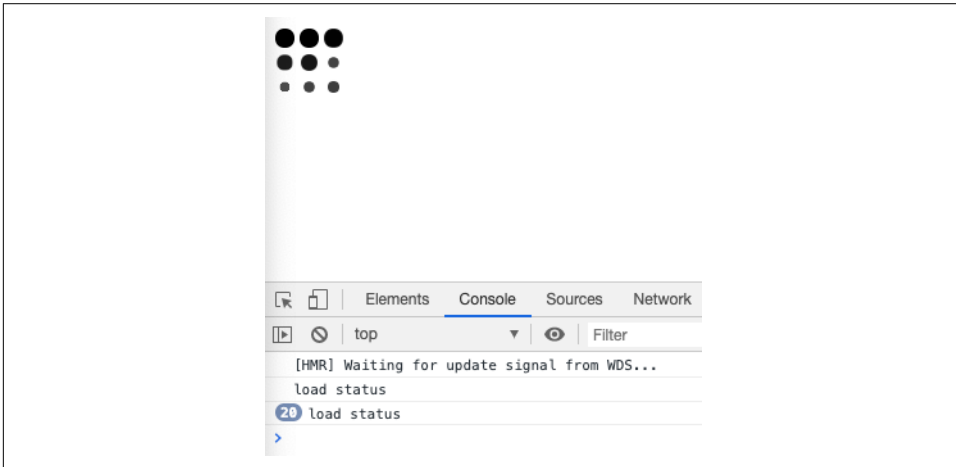 Elements Console Sources Network
top Filter
[HMR] Waiting for update signal from WDS...
load status
20 load status